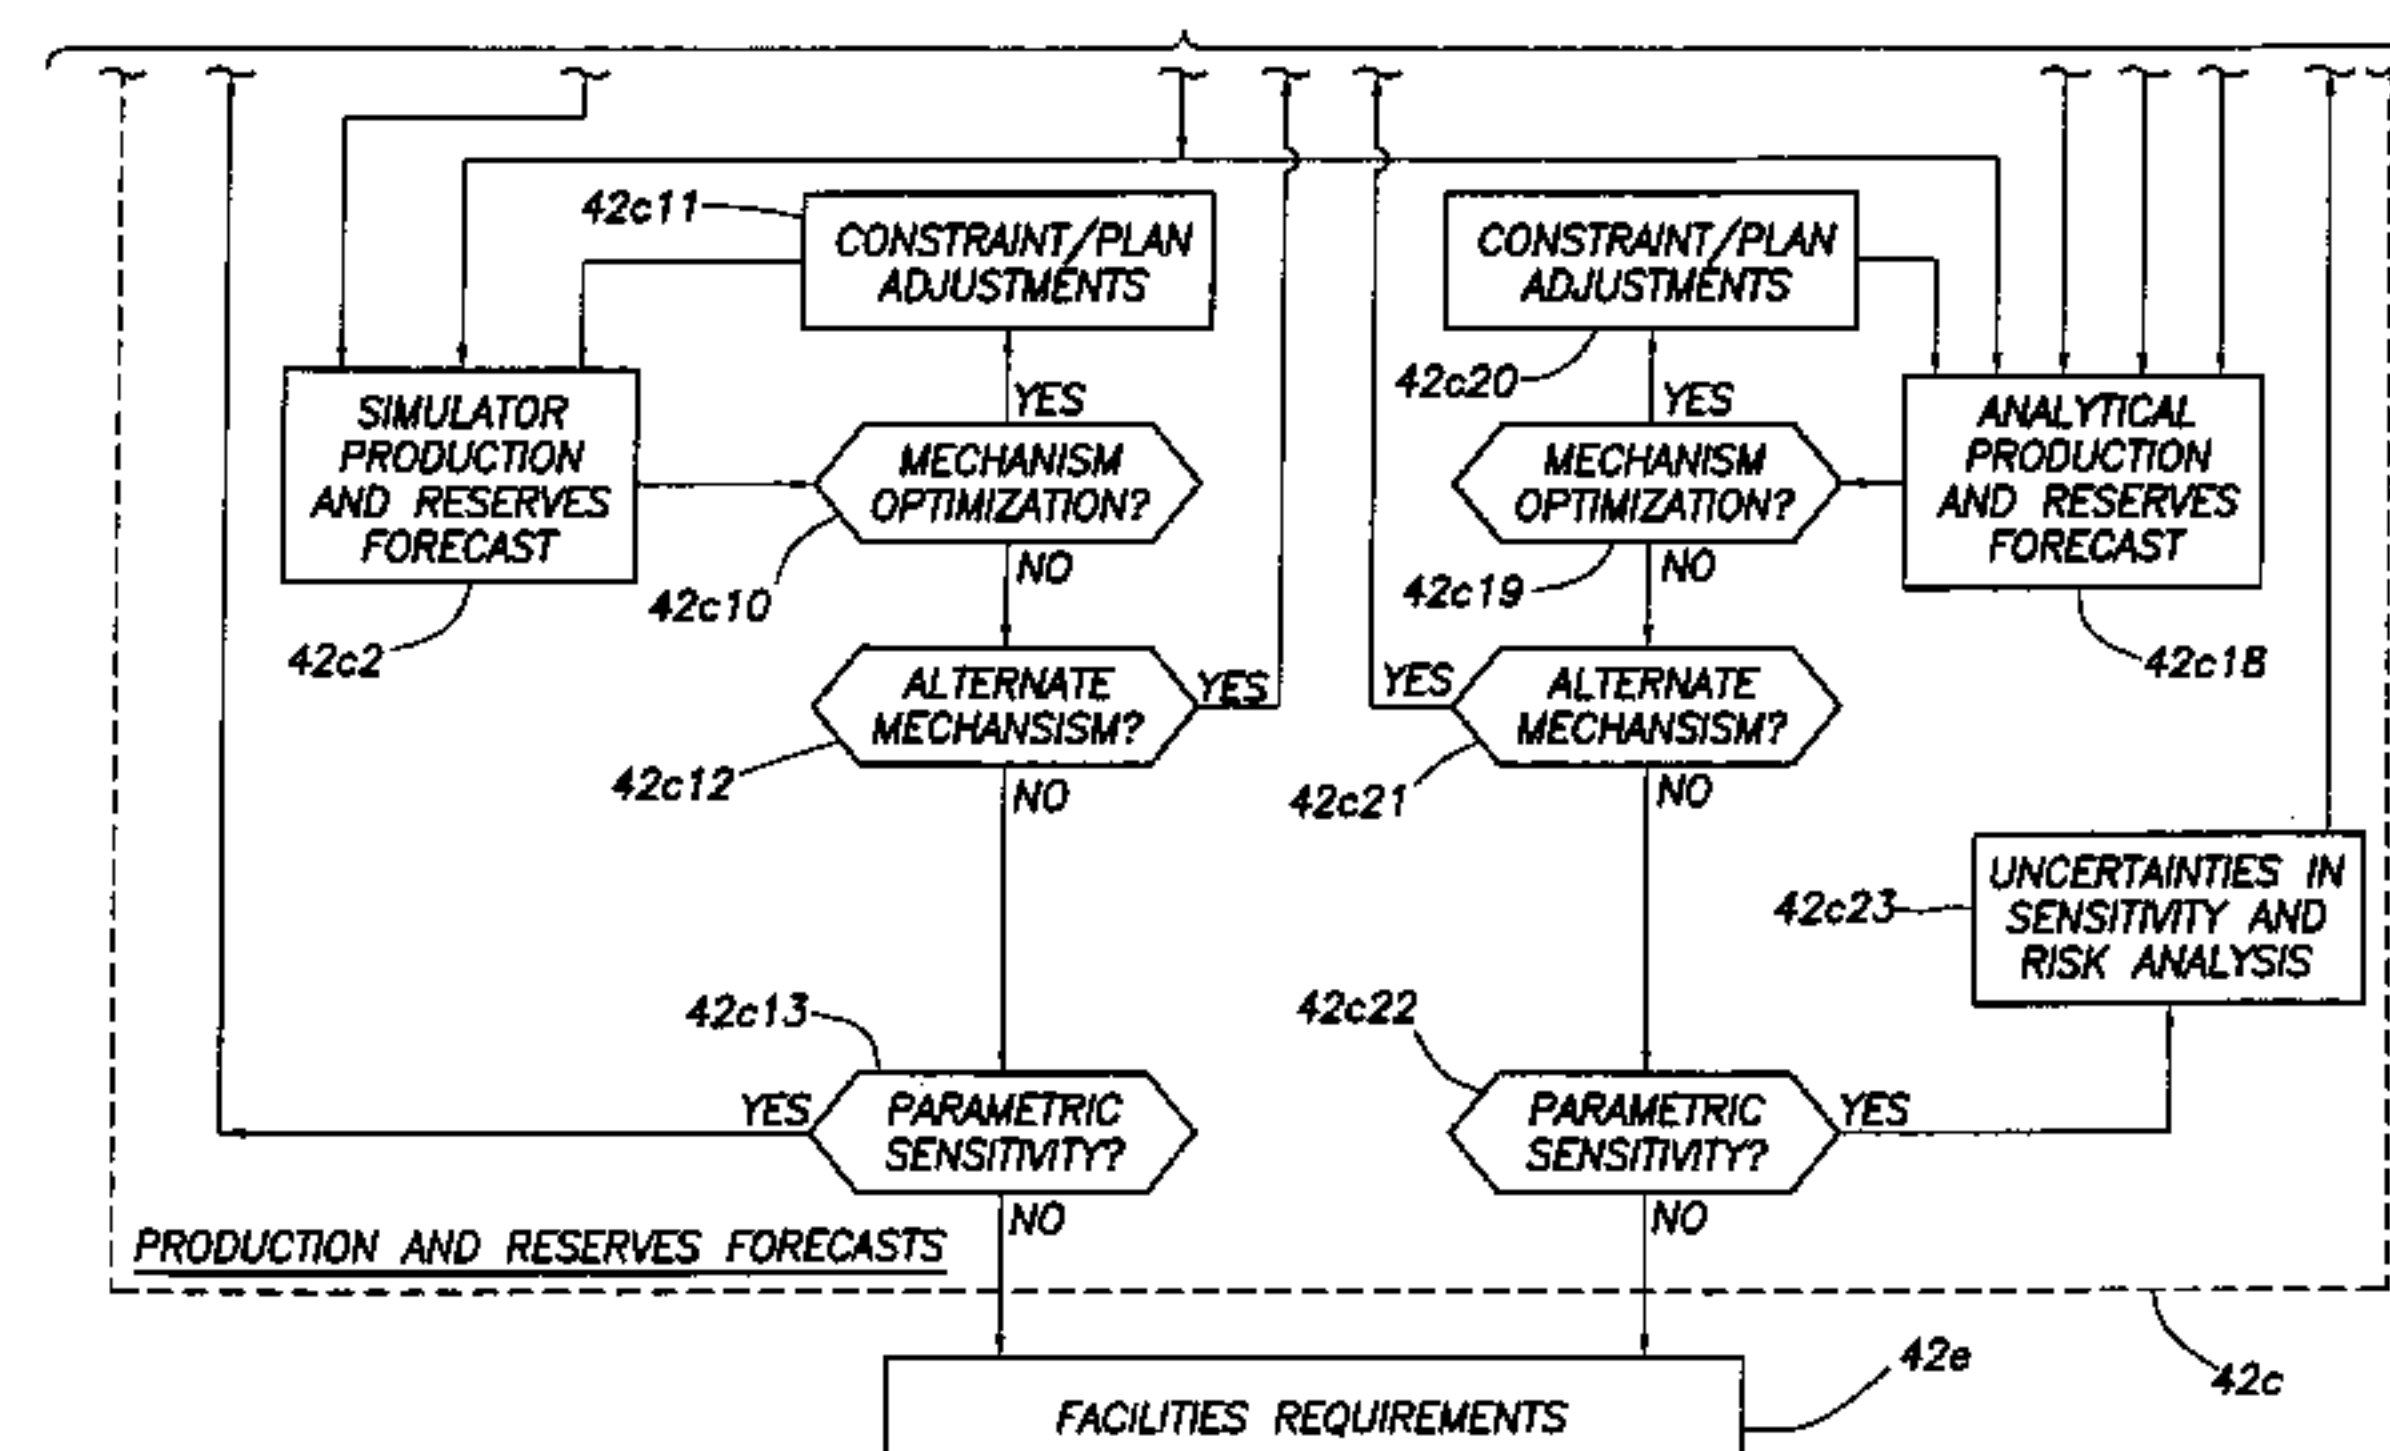 42c11
CONSTRAINT/PLAN
ADJUSTMENTS
CONSTRAINT/PLAN
ADJUSTMENTS
42c20
YES
YES
SIMULATOR
PRODUCTION
AND RESERVES
FORECAST
MECHANISM
OPTIMIZATION?
MECHANISM
OPTIMIZATION?
ANALYTICAL
PRODUCTION
AND RESERVES
FORECAST
NO
NO
42c10
42c19
42c2
42c18
ALTERNATE
MECHANSISM?
YES
YES
ALTERNATE
MECHANSISM?
42c12
NO
42c21
NO
42c23
UNCERTAINTIES IN
SENSITIVITY AND
RISK ANALYSIS
42c13
42c22
YES
PARAMETRIC
SENSITIVITY?
PARAMETRIC
SENSITIVITY?
YES
NO
NO
PRODUCTION AND RESERVES FORECASTS
42e
42c
FACILITIES REQUIREMENTS